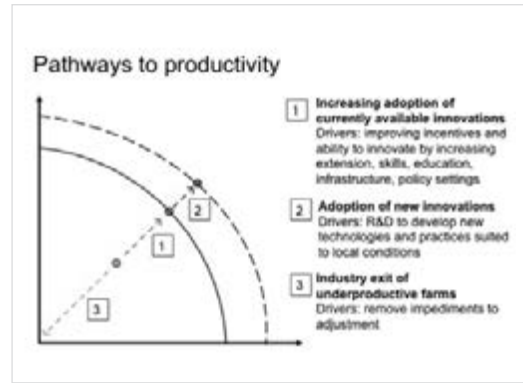 Pathways to productivity
1
Increasing adoption of
currently available innovations
Drivers: improving incentives and
ability to innovate by increasing
extension, skills, education,
infrastructure, policy settings
2
Adoption of new innovations
Drivers: R&D to develop new
technologies and practices suited
to local conditions
3
Industry exit of
underproductive farms
Drivers: remove impediments to
adjustment
2
1
3